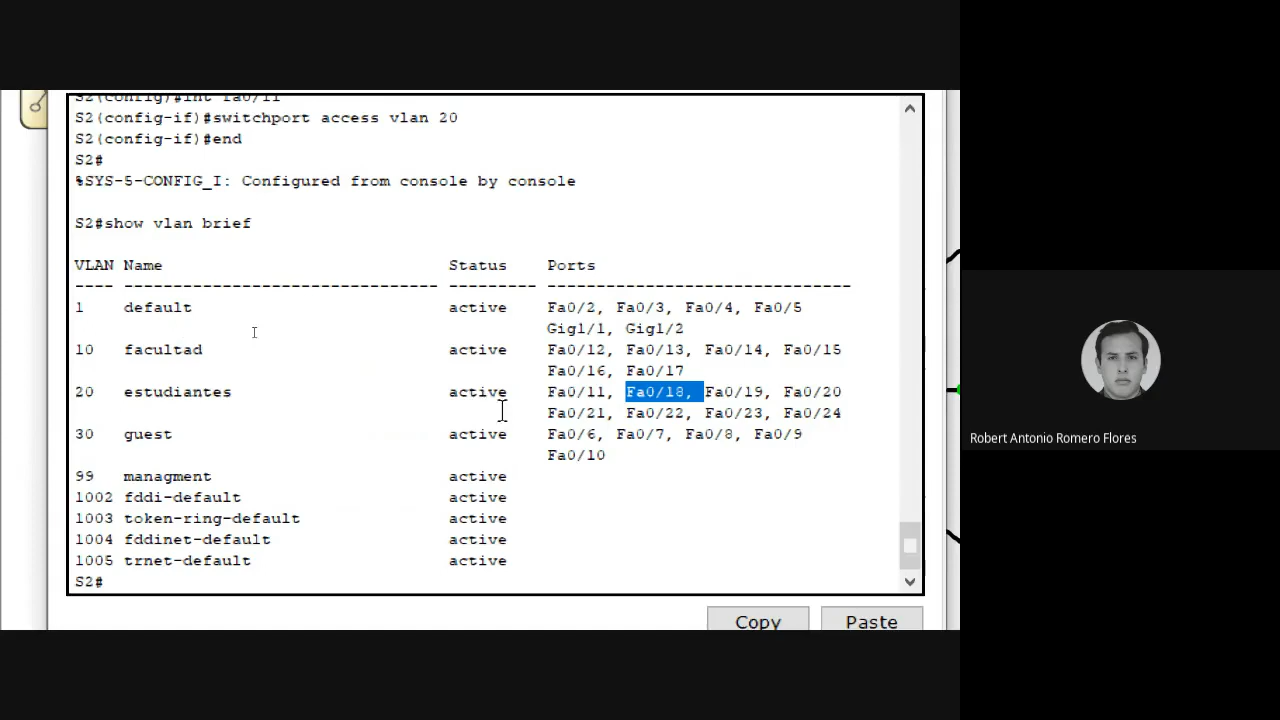 S2(config)#int fa0/11
S2(config-if)#switchport access vlan 20
S2(config-if)#end
S2#
%SYS-5-CONFIG_I: Configured from console by console
S2#show vlan brief
VLAN Name Status Ports
---- -------------------------------- --------- -------------------------------
1 default active Fa0/2, Fa0/3, Fa0/4, Fa0/5
Gig1/1, Gig1/2
10 facultad active Fa0/12, Fa0/13, Fa0/14, Fa0/15
Fa0/16, Fa0/17
20 estudiantes active Fa0/11, Fa0/18, Fa0/19, Fa0/20
Fa0/21, Fa0/22, Fa0/23, Fa0/24
30 guest active Fa0/6, Fa0/7, Fa0/8, Fa0/9
Fa0/10
99 managment active
1002 fddi-default active
1003 token-ring-default active
1004 fddinet-default active
1005 trnet-default active
S2#
Copy Paste
Robert Antonio Romero Flores